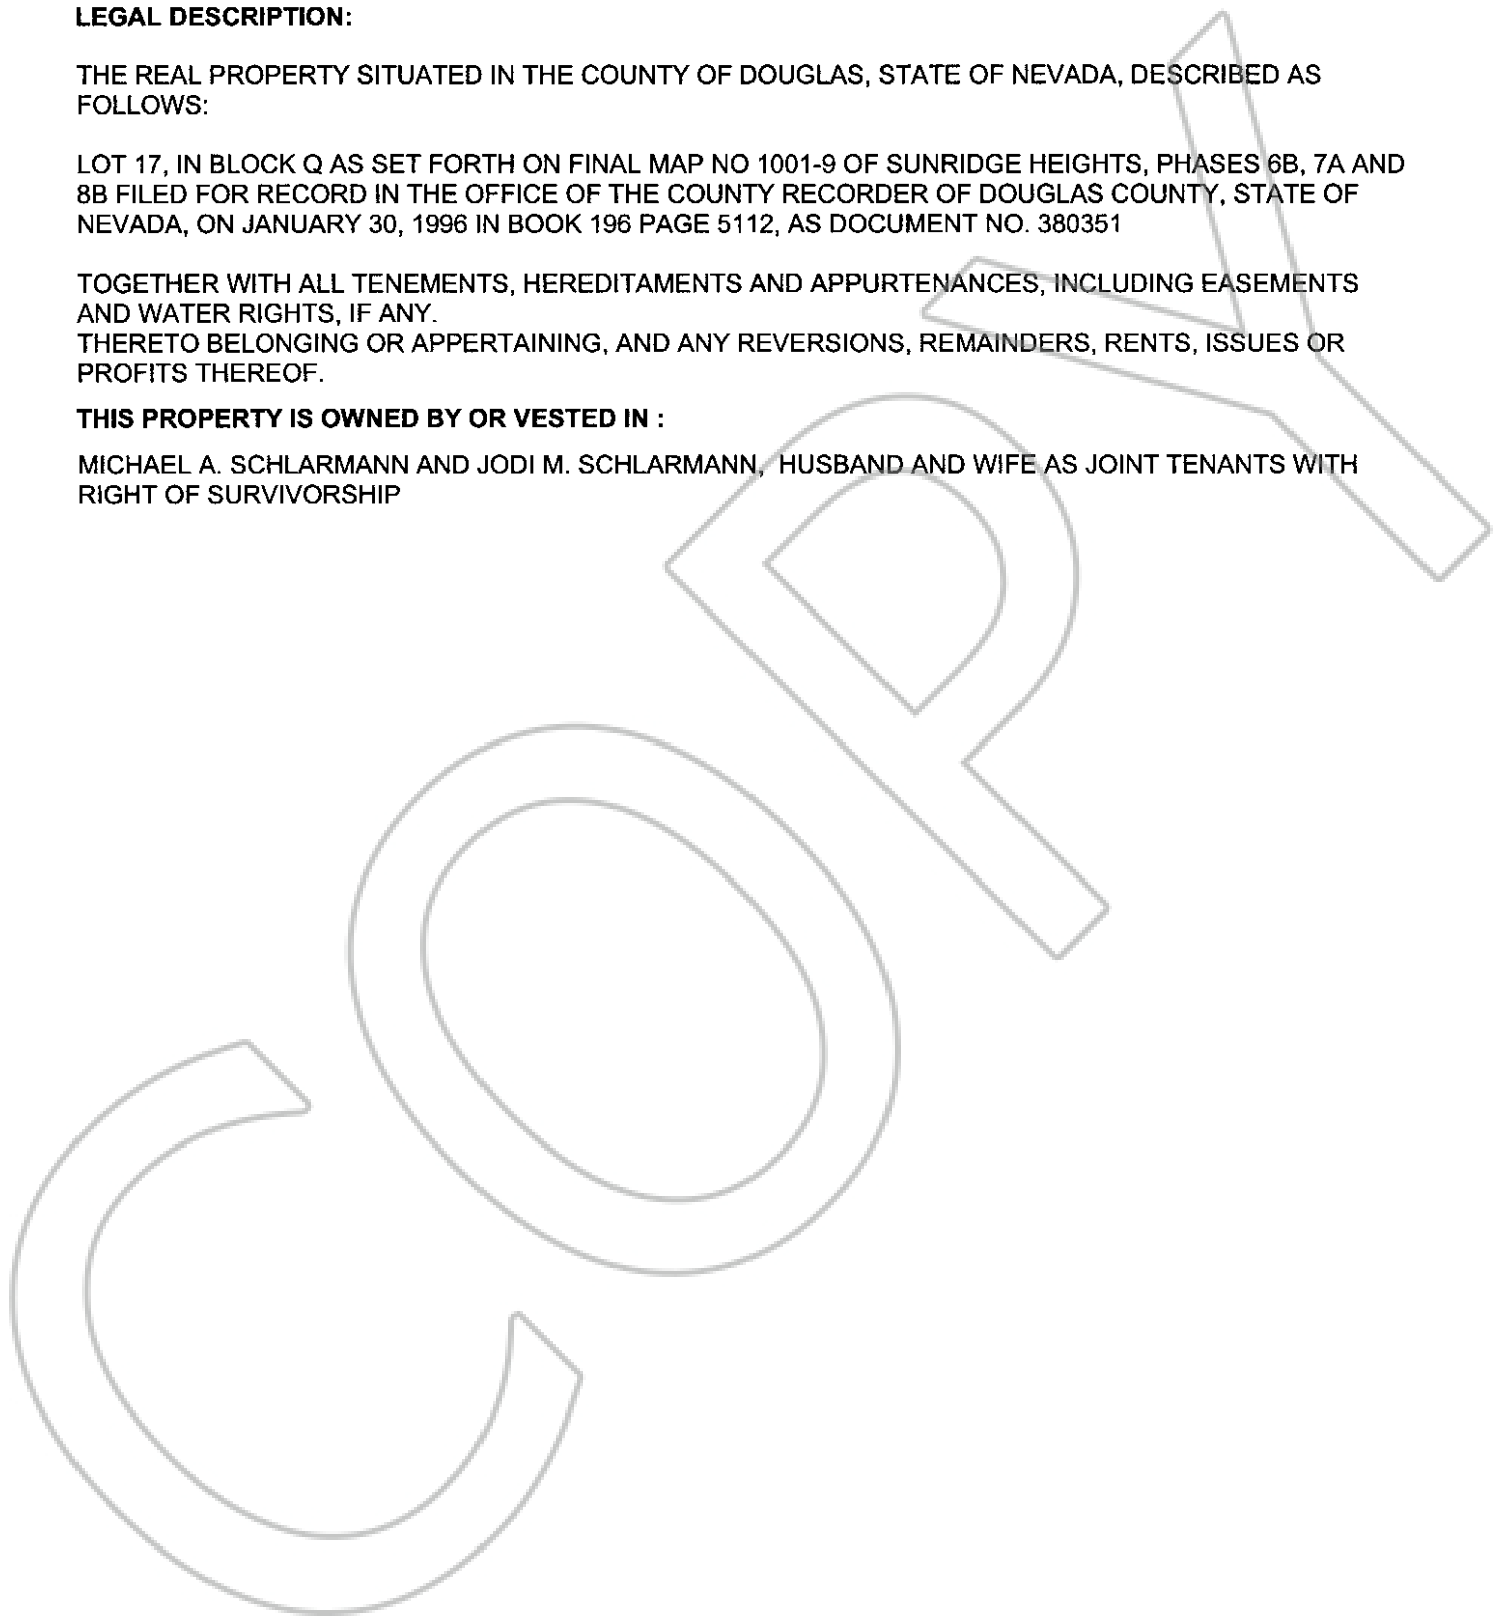 LEGAL DESCRIPTION:
THE REAL PROPERTY SITUATED IN THE COUNTY OF DOUGLAS, STATE OF NEVADA, DESCRIBED AS
FOLLOWS:
LOT 17, IN BLOCK Q AS SET FORTH ON FINAL MAP NO 1001-9 OF SUNRIDGE HEIGHTS, PHASES 6B, 7A AND
8B FILED FOR RECORD IN THE OFFICE OF THE COUNTY RECORDER OF DOUGLAS COUNTY, STATE OF
NEVADA, ON JANUARY 30, 1996 IN BOOK 196 PAGE 5112, AS DOCUMENT NO. 380351
TOGETHER WITH ALL TENEMENTS, HEREDITAMENTS AND APPURTENANCES, INCLUDING EASEMENTS
AND WATER RIGHTS, IF ANY.
THERETO BELONGING OR APPERTAINING, AND ANY REVERSIONS, REMAINDERS, RENTS, ISSUES OR
PROFITS THEREOF.
THIS PROPERTY IS OWNED BY OR VESTED IN :
MICHAEL A. SCHLARMANN AND JODI M. SCHLARMANN, HUSBAND AND WIFE AS JOINT TENANTS WITH
RIGHT OF SURVIVORSHIP
COPY